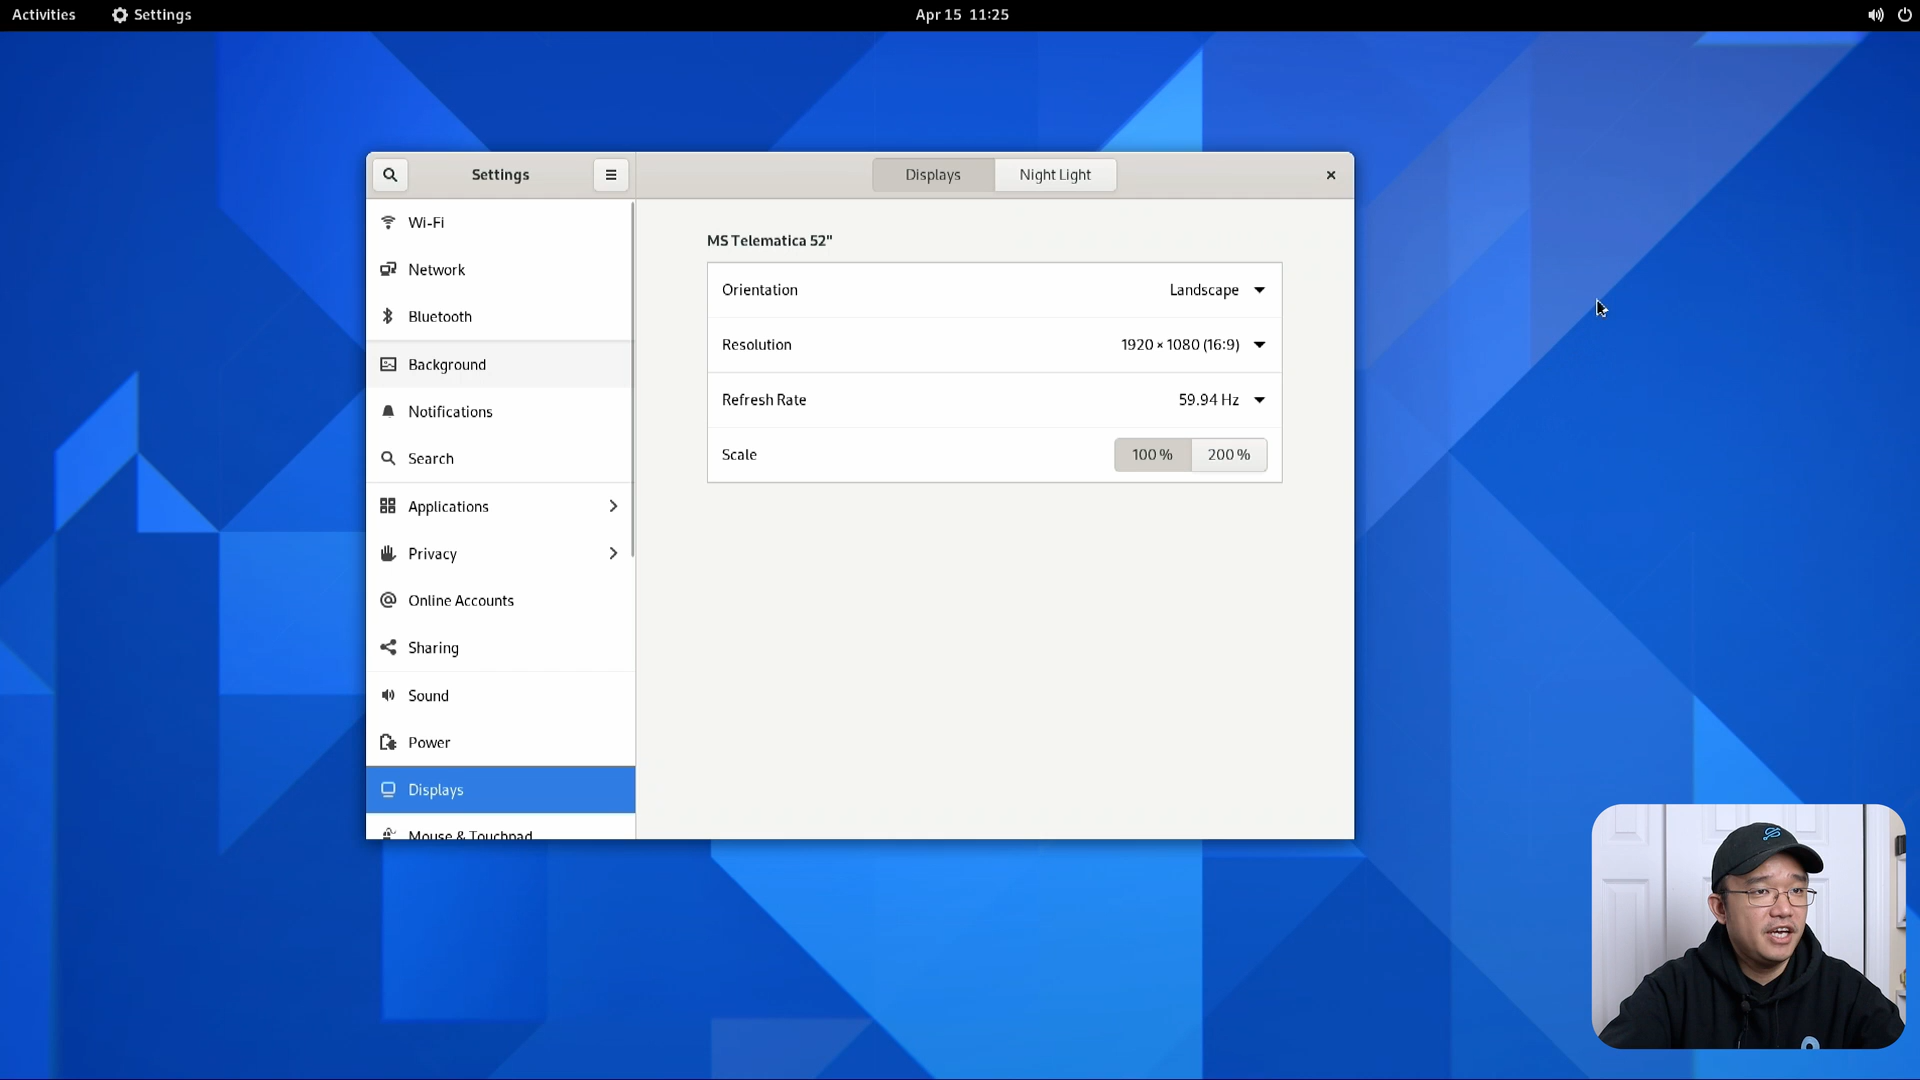 Activities
Settings
Apr 15 11:25
Settings
Displays
Night Light
Wi-Fi
Network
Bluetooth
Background
Notifications
Search
Applications
Privacy
Online Accounts
Sharing
Sound
Power
Displays
Mouse & Touchpad
MS Telematica 52"
Orientation
Landscape
Resolution
1920 × 1080 (16:9)
Refresh Rate
59.94 Hz
Scale
100 %
200 %